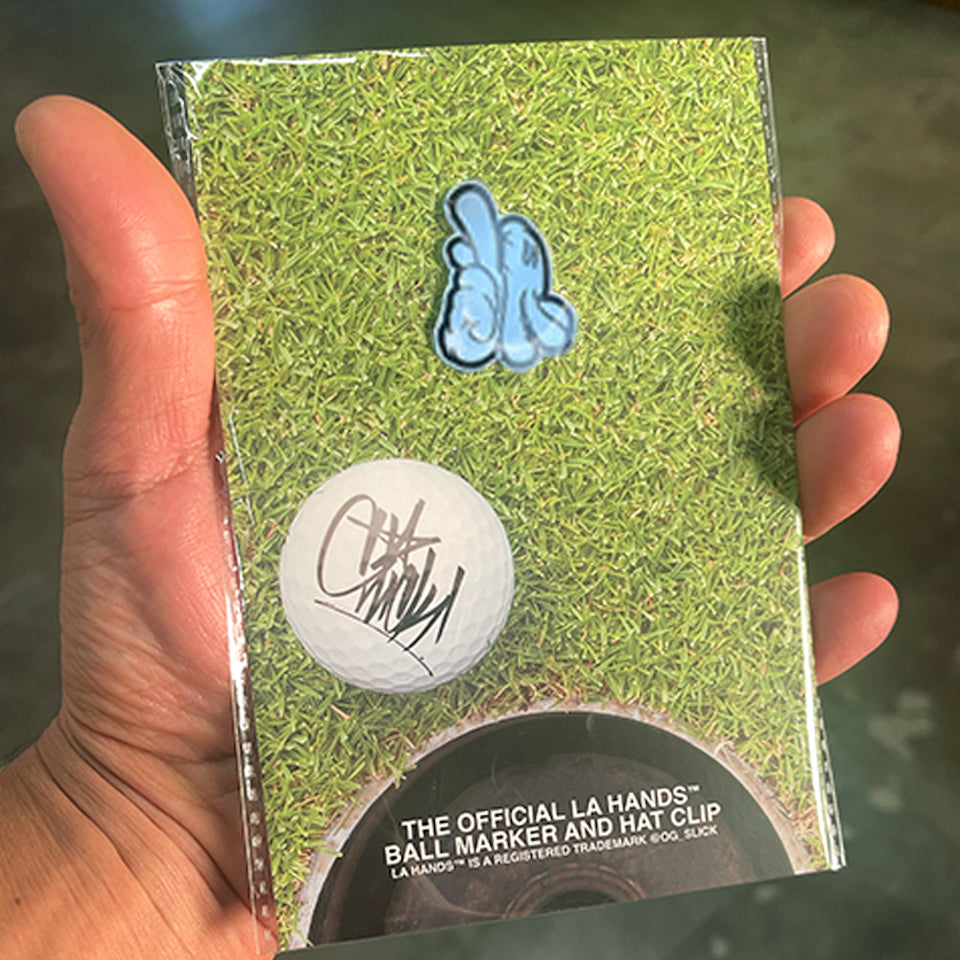 THE OFFICIAL LA HANDS™
BALL MARKER AND HAT CLIP
LA HANDS™ IS A REGISTERED TRADEMARK @OG_SLICK